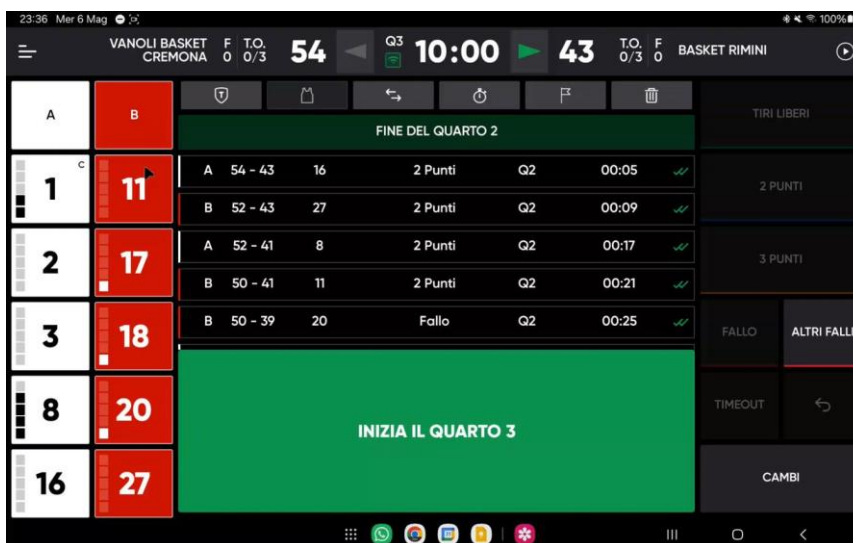 23:36 Mer 6 Mag
100%
VANOLI BASKET CREMONA
F 0
T.O. 0/3
54
Q3
10:00
43
T.O. 0/3
F 0
BASKET RIMINI
A
B
T
FINE DEL QUARTO 2
A 54 - 43 16 2 Punti Q2 00:05
B 52 - 43 27 2 Punti Q2 00:09
A 52 - 41 8 2 Punti Q2 00:17
B 50 - 41 11 2 Punti Q2 00:21
B 50 - 39 20 Fallo Q2 00:25
INIZIA IL QUARTO 3
1 C
11
2
17
3
18
8
20
16
27
TIRI LIBERI
2 PUNTI
3 PUNTI
FALLO
ALTRI FALLI
TIMEOUT
CAMBI